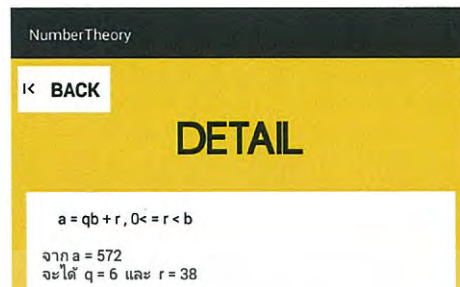 NumberTheory
BACK
DETAIL
a = qb + r , 0< = r < b
จาก a = 572
จะได้ q = 6 และ r = 38